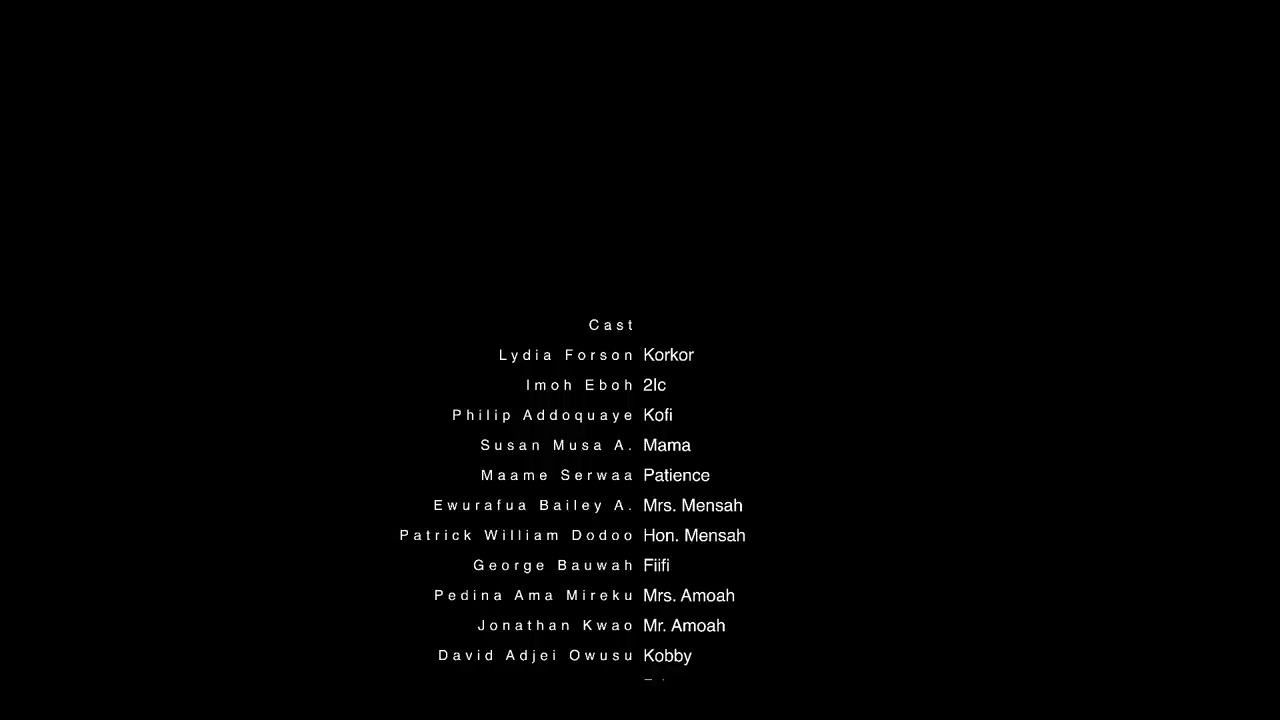 Cast
Lydia Forson Korkor
Imoh Eboh 2Ic
Philip Addoquaye Kofi
Susan Musa A. Mama
Maame Serwaa Patience
Ewurafua Bailey A. Mrs. Mensah
Patrick William Dodoo Hon. Mensah
George Bauwah Fiifi
Pedina Ama Mireku Mrs. Amoah
Jonathan Kwao Mr. Amoah
David Adjei Owusu Kobby